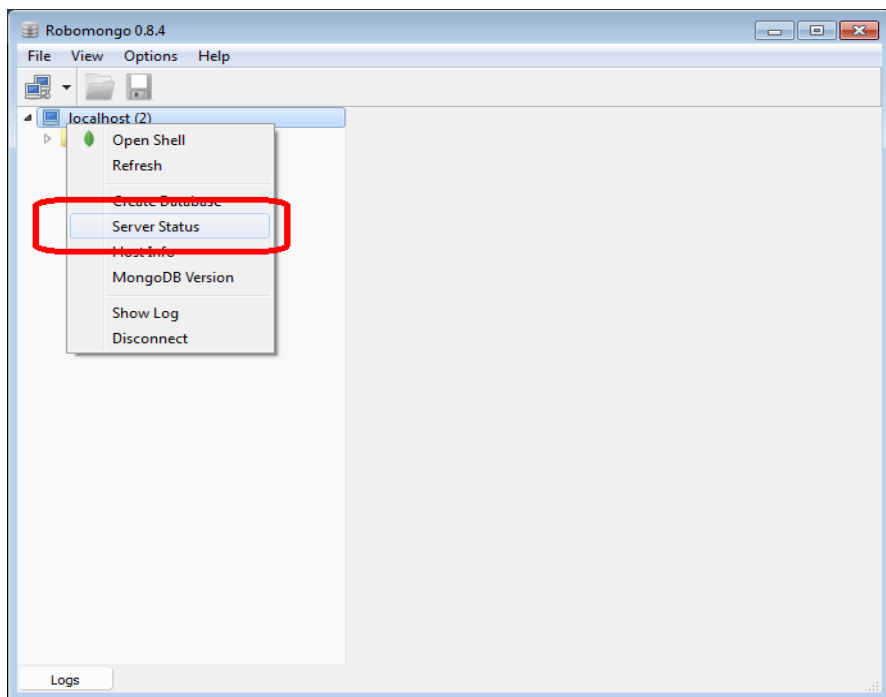 Robomongo 0.8.4
File View Options Help
localhost (2)
Open Shell
Refresh
Create Database
Server Status
Host Info
MongoDB Version
Show Log
Disconnect
Logs